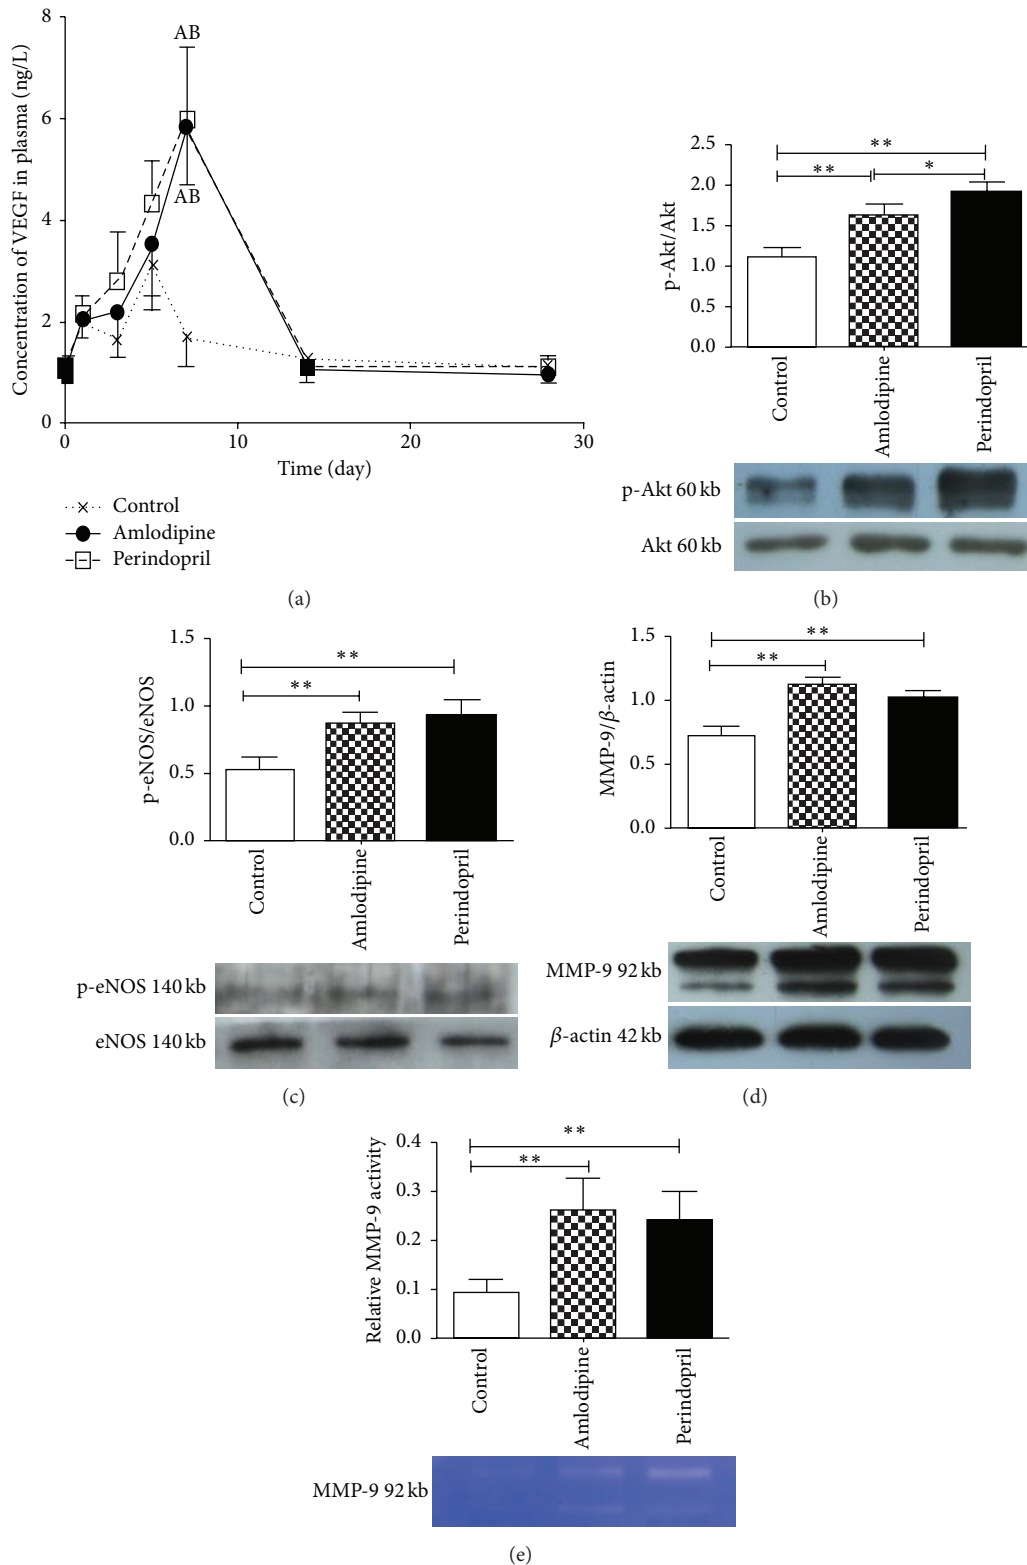 8
6
4
2
0
Concentration of VEGF in plasma (ng/L)
AB
AB
0
10
20
30
Time (day)
Control
Amlodipine
Perindopril
(a)
2.5
2.0
1.5
1.0
0.5
0.0
p-Akt/Akt
**
**
*
Control
Amlodipine
Perindopril
p-Akt 60 kb
Akt 60 kb
(b)
1.5
1.0
0.5
0.0
p-eNOS/eNOS
**
**
Control
Amlodipine
Perindopril
p-eNOS 140 kb
eNOS 140 kb
(c)
1.5
1.0
0.5
0.0
MMP-9/β-actin
**
**
Control
Amlodipine
Perindopril
MMP-9 92 kb
β-actin 42 kb
(d)
0.4
0.3
0.2
0.1
0.0
Relative MMP-9 activity
**
**
Control
Amlodipine
Perindopril
MMP-9 92 kb
(e)